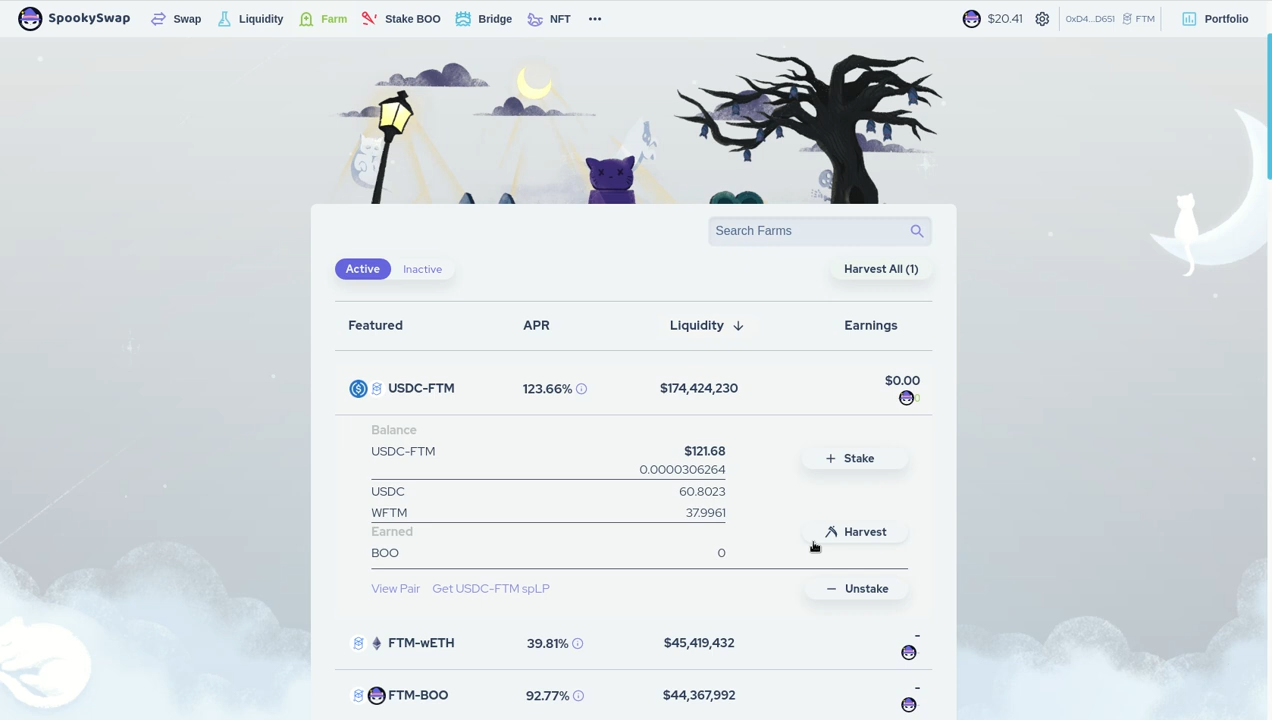 SpookySwap Swap Liquidity Farm Stake BOO Bridge NFT ••• $20.41 0xD4...D651 FTM Portfolio
Search Farms
Active Inactive Harvest All (1)
Featured APR Liquidity Earnings
USDC-FTM 123.66% $174,424,230 $0.00
0
Balance
USDC-FTM $121.68
0.0000306264
Stake
USDC 60.8023
WFTM 37.9961
Earned
Harvest
BOO 0
View Pair Get USDC-FTM spLP Unstake
FTM-wETH 39.81% $45,419,432 -
FTM-BOO 92.77% $44,367,992 -